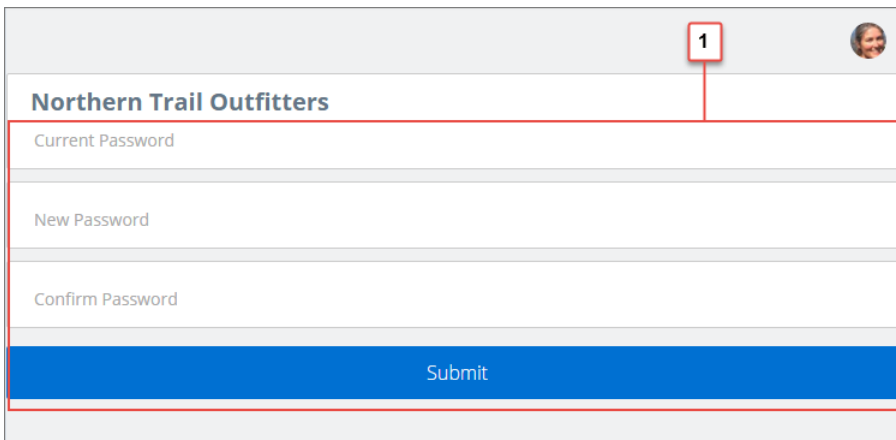 1
Northern Trail Outfitters
Current Password
New Password
Confirm Password
Submit